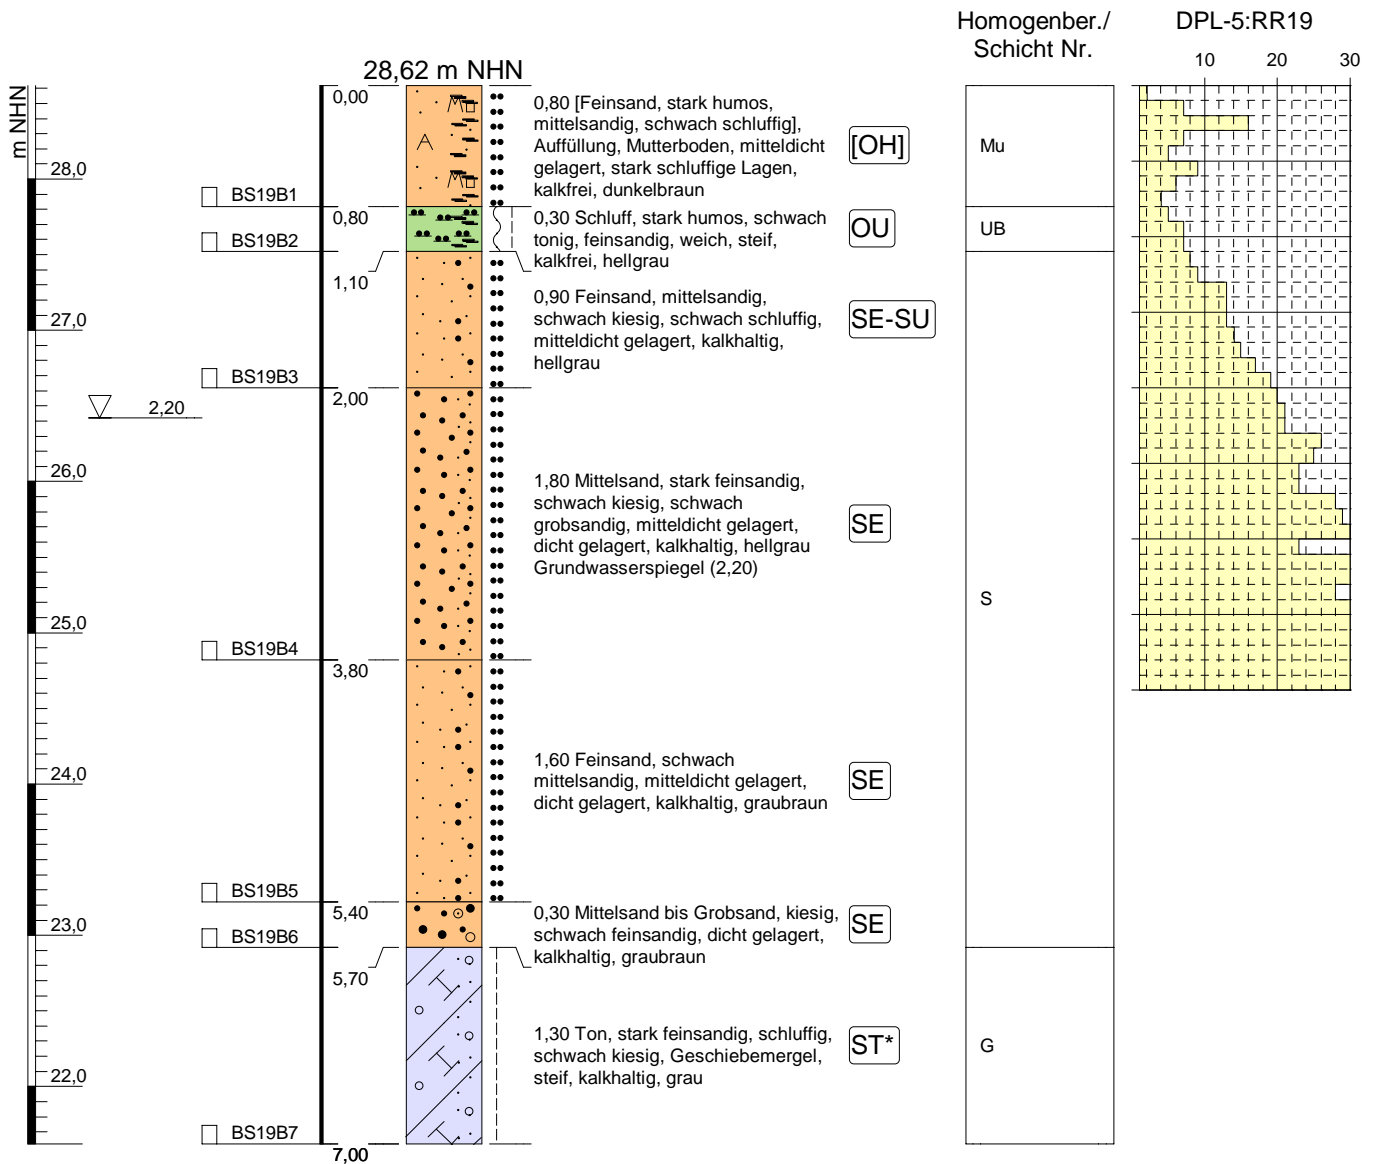 Homogenber./
Schicht Nr.
DPL-5:RR19
10 20 30
28,62 m NHN
m NHN
0,00
0,80 [Feinsand, stark humos,
mittelsandig, schwach schluffig],
Auffüllung, Mutterboden, mitteldicht
gelagert, stark schluffige Lagen,
kalkfrei, dunkelbraun
[OH]
Mu
28,0
BS19B1
0,80
0,30 Schluff, stark humos, schwach
tonig, feinsandig, weich, steif,
kalkfrei, hellgrau
OU
UB
BS19B2
1,10
0,90 Feinsand, mittelsandig,
schwach kiesig, schwach schluffig,
mitteldicht gelagert, kalkhaltig,
hellgrau
SE-SU
27,0
BS19B3
2,00
2,20
26,0
1,80 Mittelsand, stark feinsandig,
schwach kiesig, schwach
grobsandig, mitteldicht gelagert,
dicht gelagert, kalkhaltig, hellgrau
Grundwasserspiegel (2,20)
SE
S
25,0
BS19B4
3,80
24,0
1,60 Feinsand, schwach
mittelsandig, mitteldicht gelagert,
dicht gelagert, kalkhaltig, graubraun
SE
BS19B5
5,40
0,30 Mittelsand bis Grobsand, kiesig,
schwach feinsandig, dicht gelagert,
kalkhaltig, graubraun
SE
23,0
BS19B6
5,70
1,30 Ton, stark feinsandig, schluffig,
schwach kiesig, Geschiebemergel,
steif, kalkhaltig, grau
ST*
G
22,0
BS19B7
7,00